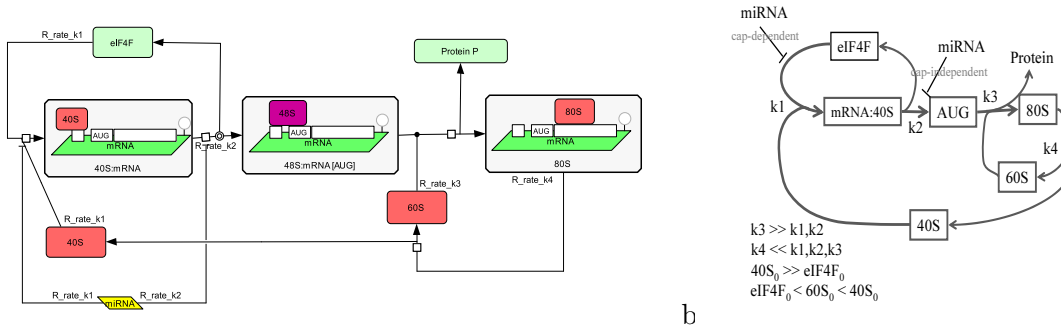 R_rate_k1
eIF4F
Protein P
40S
AUG
mRNA
40S:mRNA
R_rate_k2
48S
AUG
mRNA
48S:mRNA [AUG]
80S
AUG
mRNA
80S
R_rate_k3
R_rate_k4
60S
R_rate_k1
40S
R_rate_k1
miRNA
R_rate_k2
b
miRNA
cap-dependent
eIF4F
miRNA
cap-independent
Protein
k1
mRNA:40S
k2
AUG
k3
80S
k4
60S
40S
k3 >> k1,k2
k4 << k1,k2,k3
40S₀ >> eIF4F₀
eIF4F₀ < 60S₀ < 40S₀